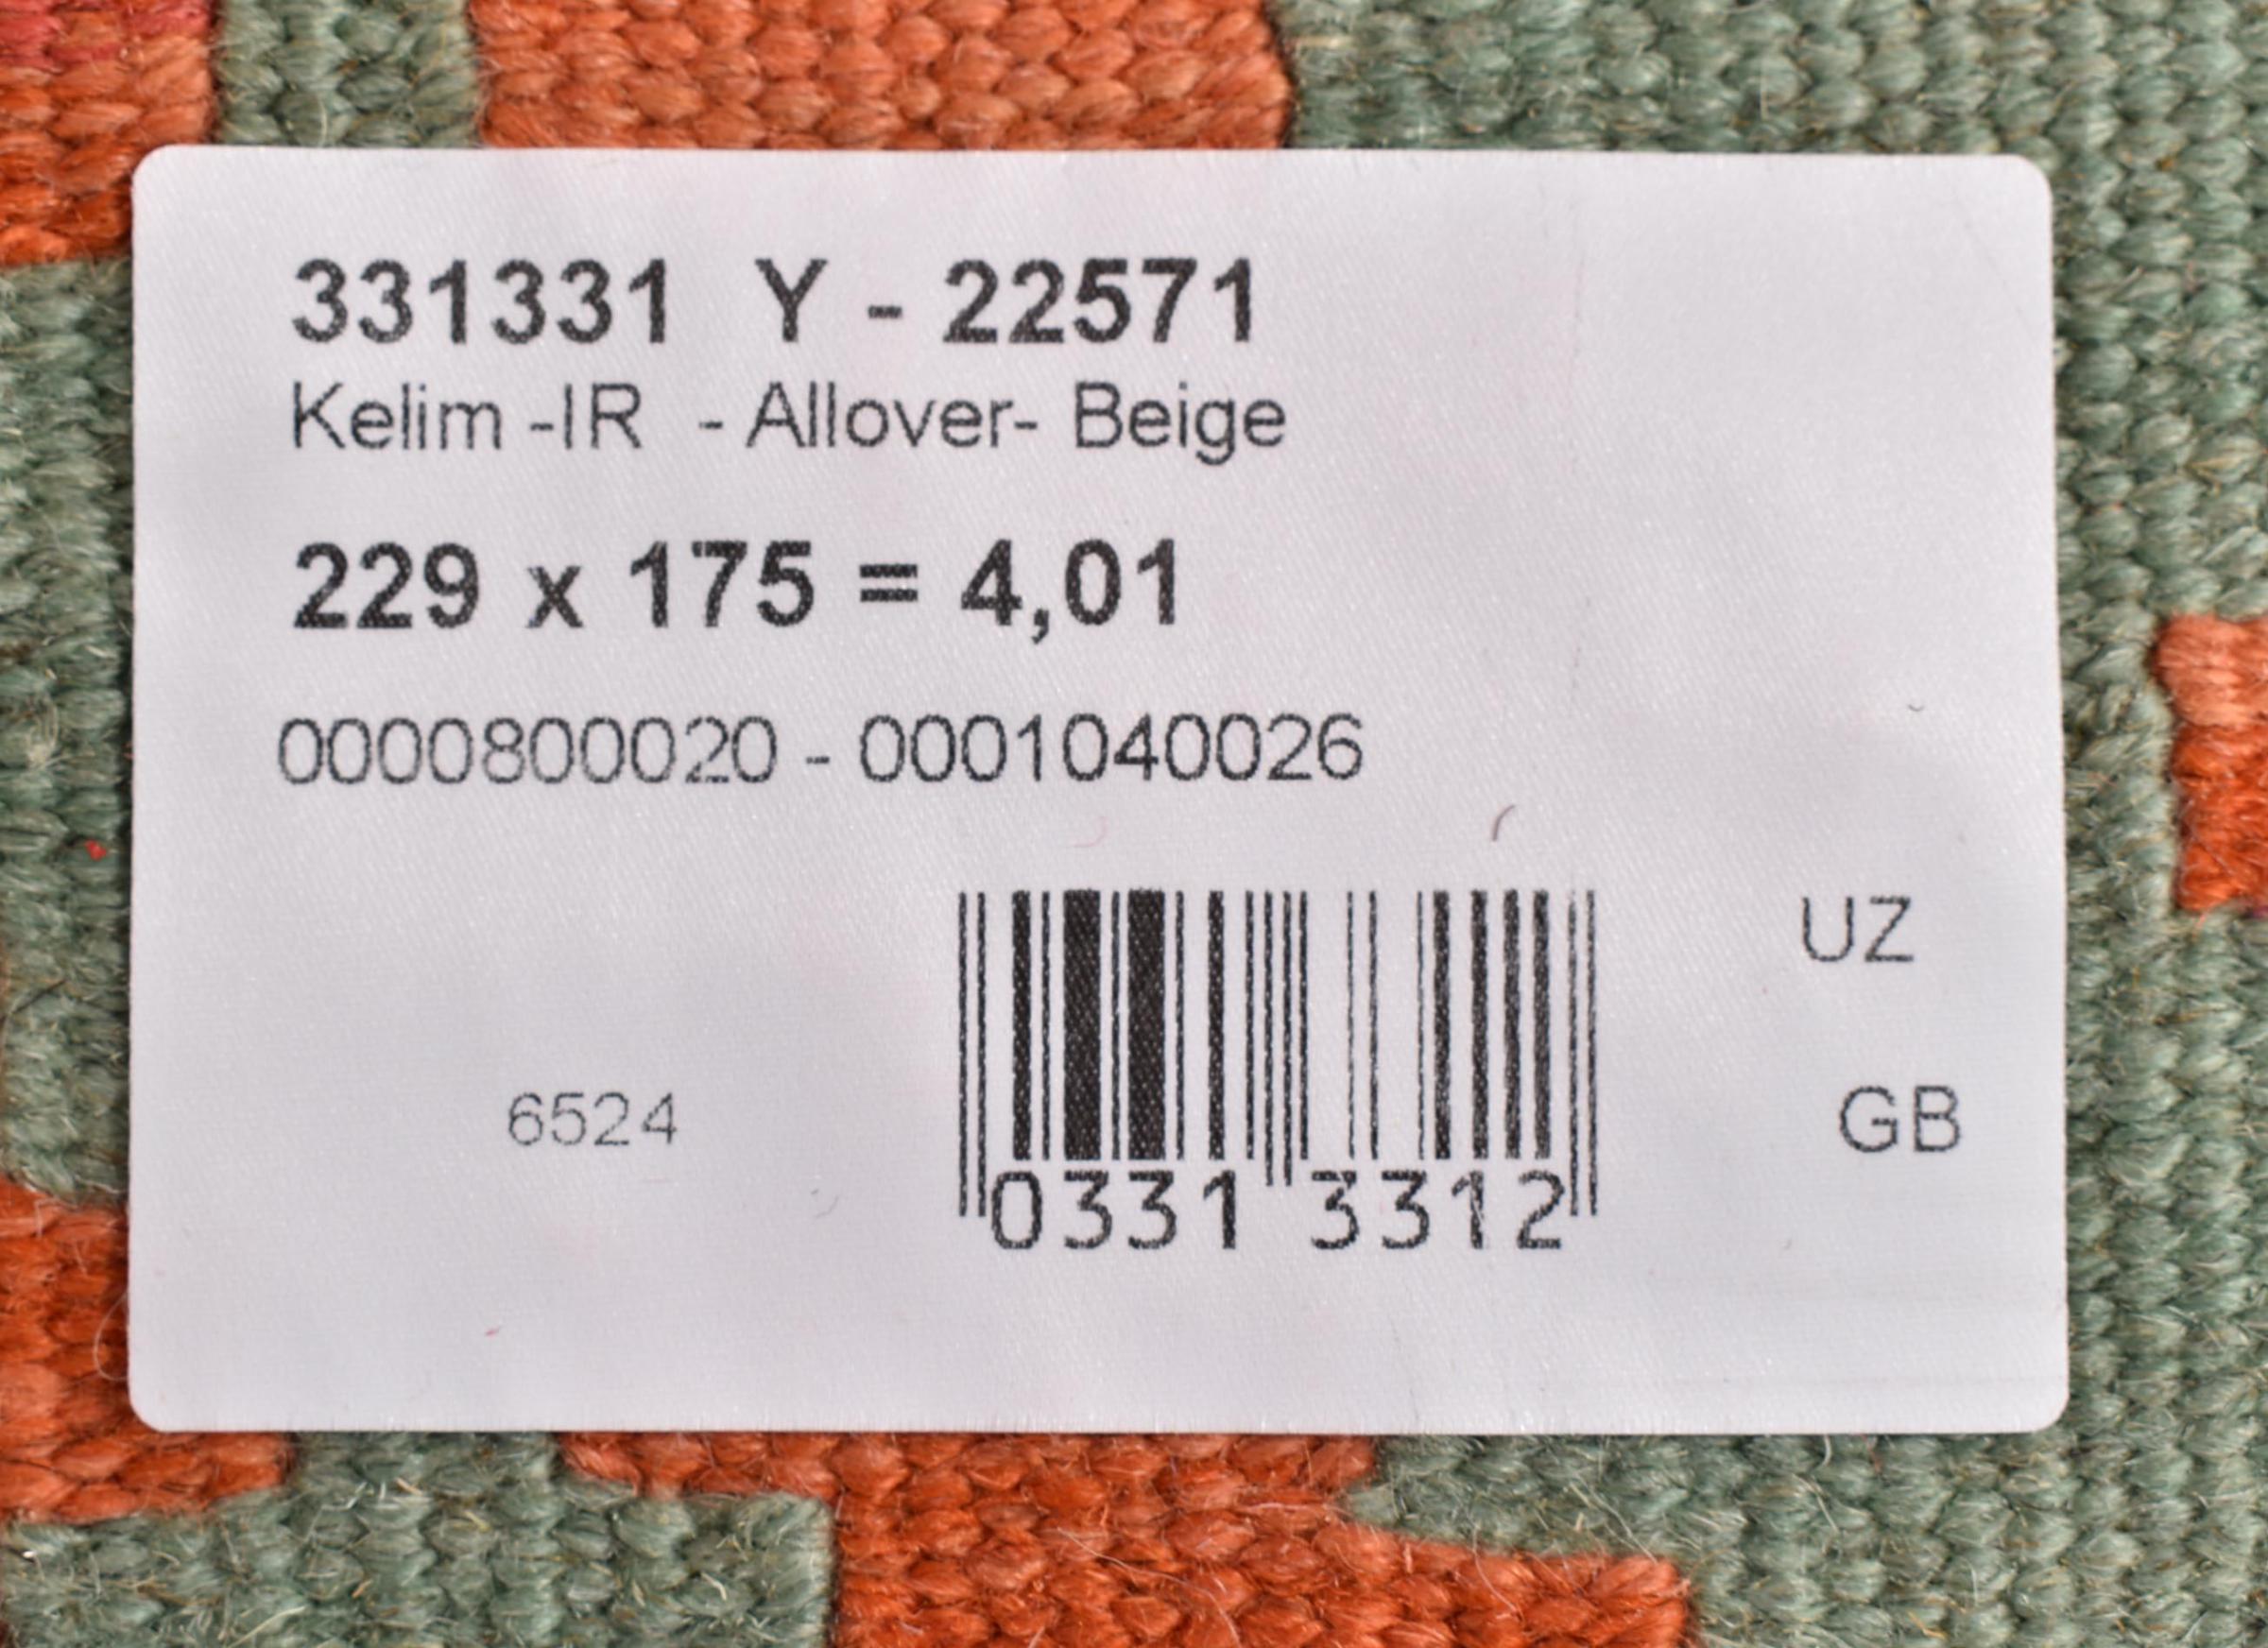 331331 Y - 22571
Kelim -IR - Allover- Beige
229 x 175 = 4,01
0000800020 - 0001040026
UZ
6524
GB
0331 3312